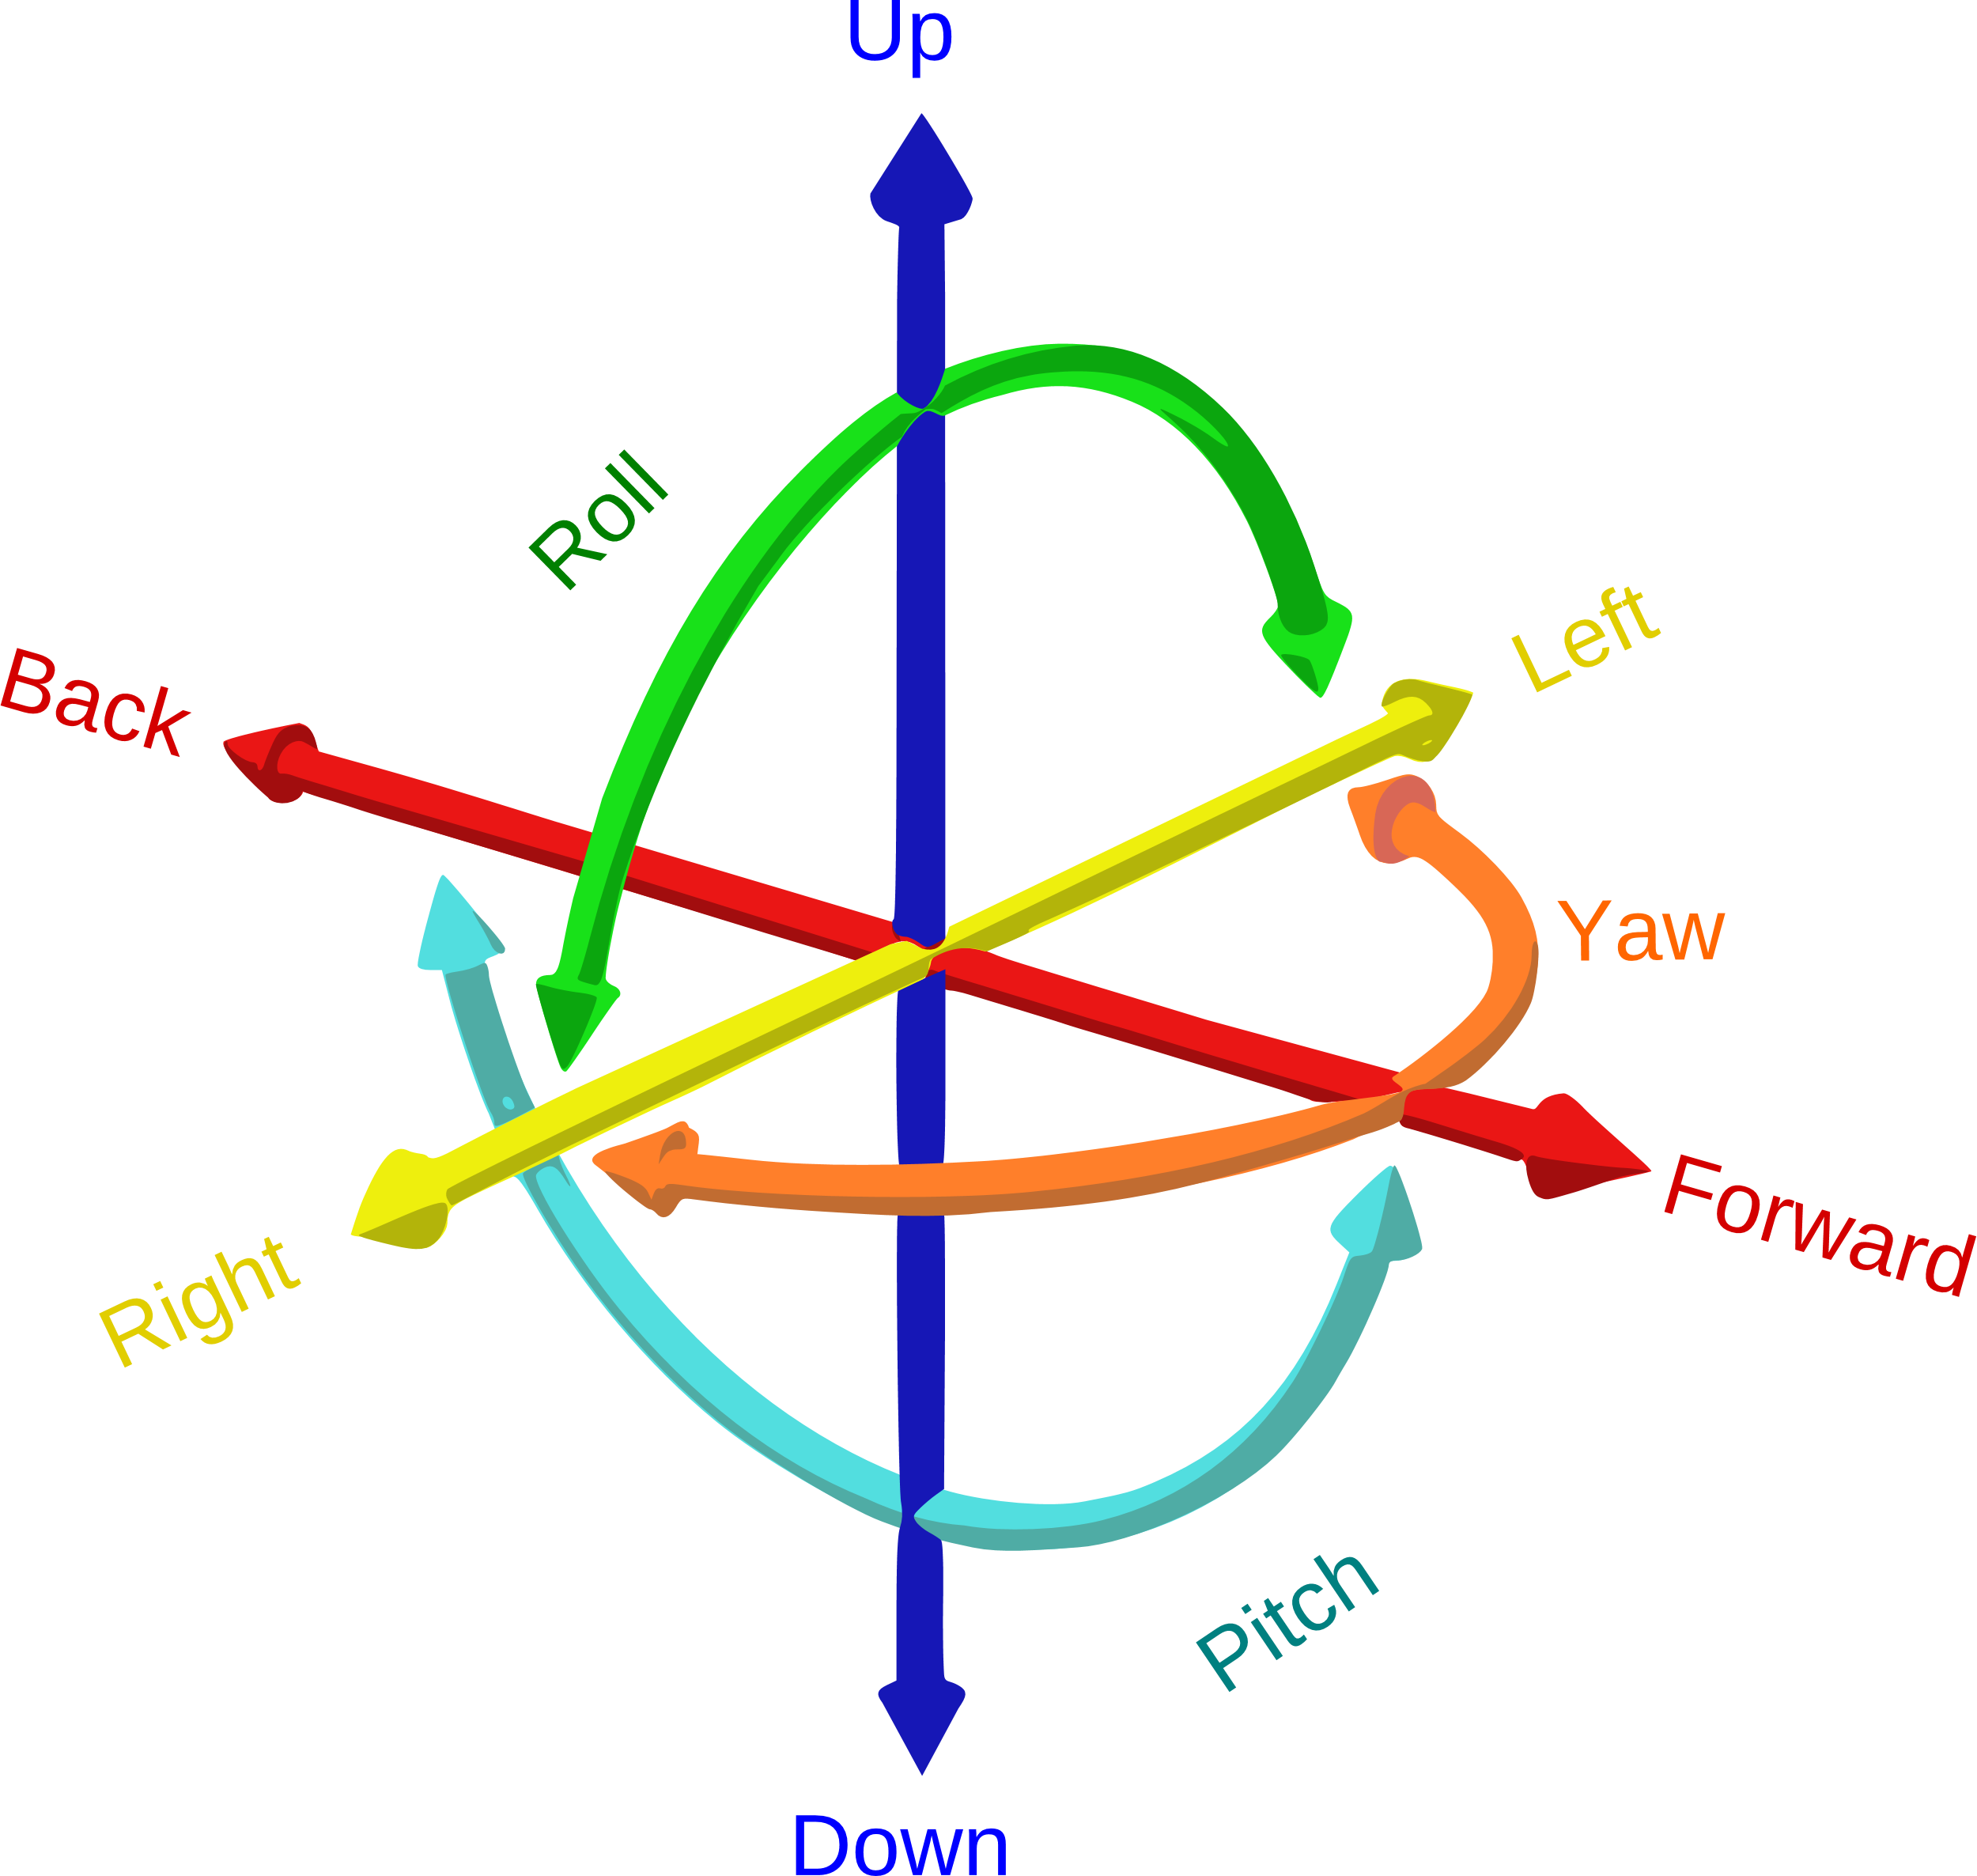 Up
Roll
Left
Back
Yaw
Forward
Right
Pitch
Down